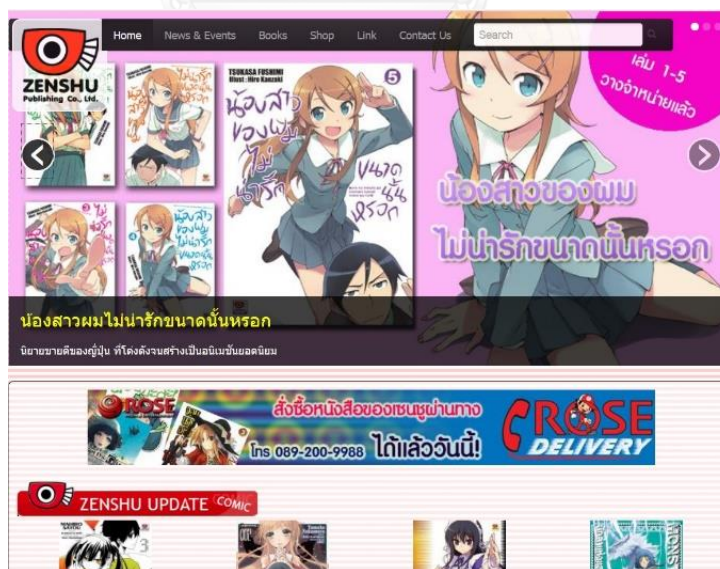 Home News & Events Books Shop Link Contact Us Search
ZENSHU
Publishing Co., Ltd.
TSUKASA FUSHIMI
Illust : Hiro Kanzaki
5
น้องสาว
ของผม
ไม่
น่ารัก
ขนาด
นั้น
หรอก
3
4
เล่ม 1-5
วางจำหน่ายแล้ว
น้องสาวของผม
ไม่น่ารักขนาดนั้นหรอก
น้องสาวผมไม่น่ารักขนาดนั้นหรอก
นิยายขายดีของญี่ปุ่น ที่โด่งดังจนสร้างเป็นอนิเมชันยอดนิยม
ROSE
สั่งซื้อหนังสือของเซนชูผ่านทาง
โทร 089-200-9988 ได้แล้ววันนี้!
ROSE
DELIVERY
ZENSHU UPDATE COMIC
3
MONS